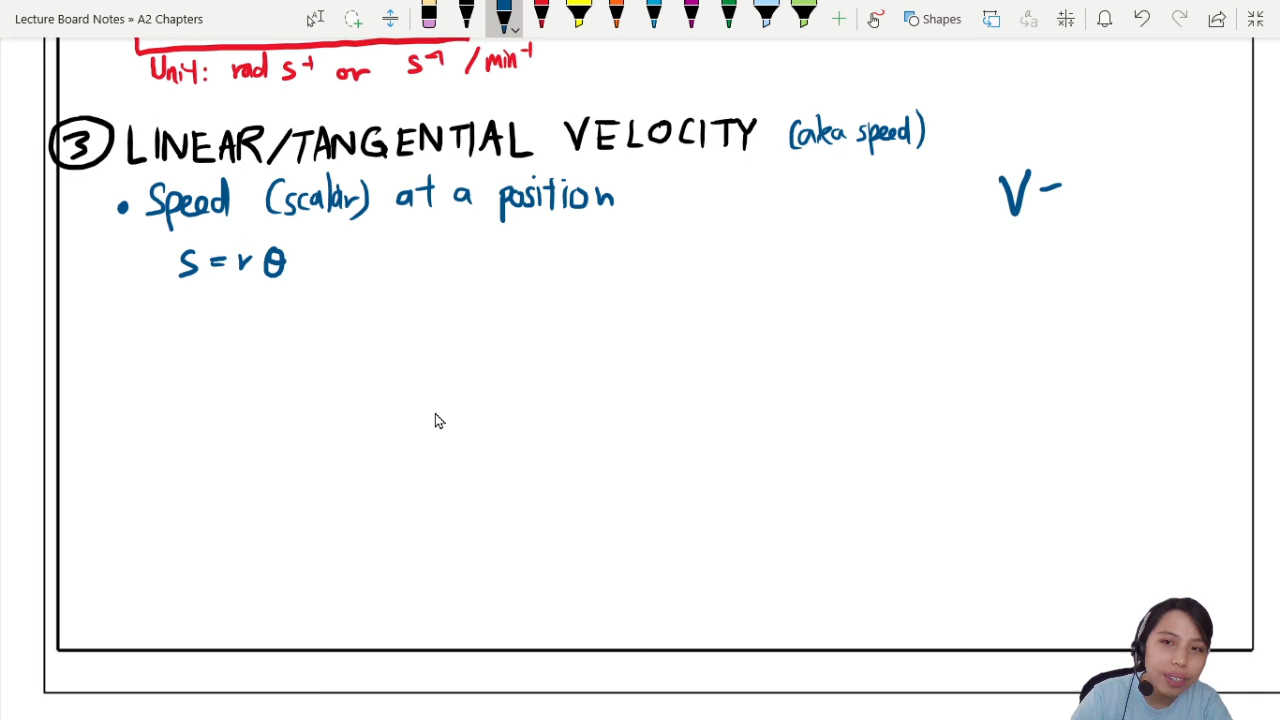 Lecture Board Notes » A2 Chapters
Shapes
Unit: rad s⁻¹ or s⁻¹ / min⁻¹
③ LINEAR/TANGENTIAL VELOCITY (aka speed)
• Speed (scalar) at a position
V -
s = r θ